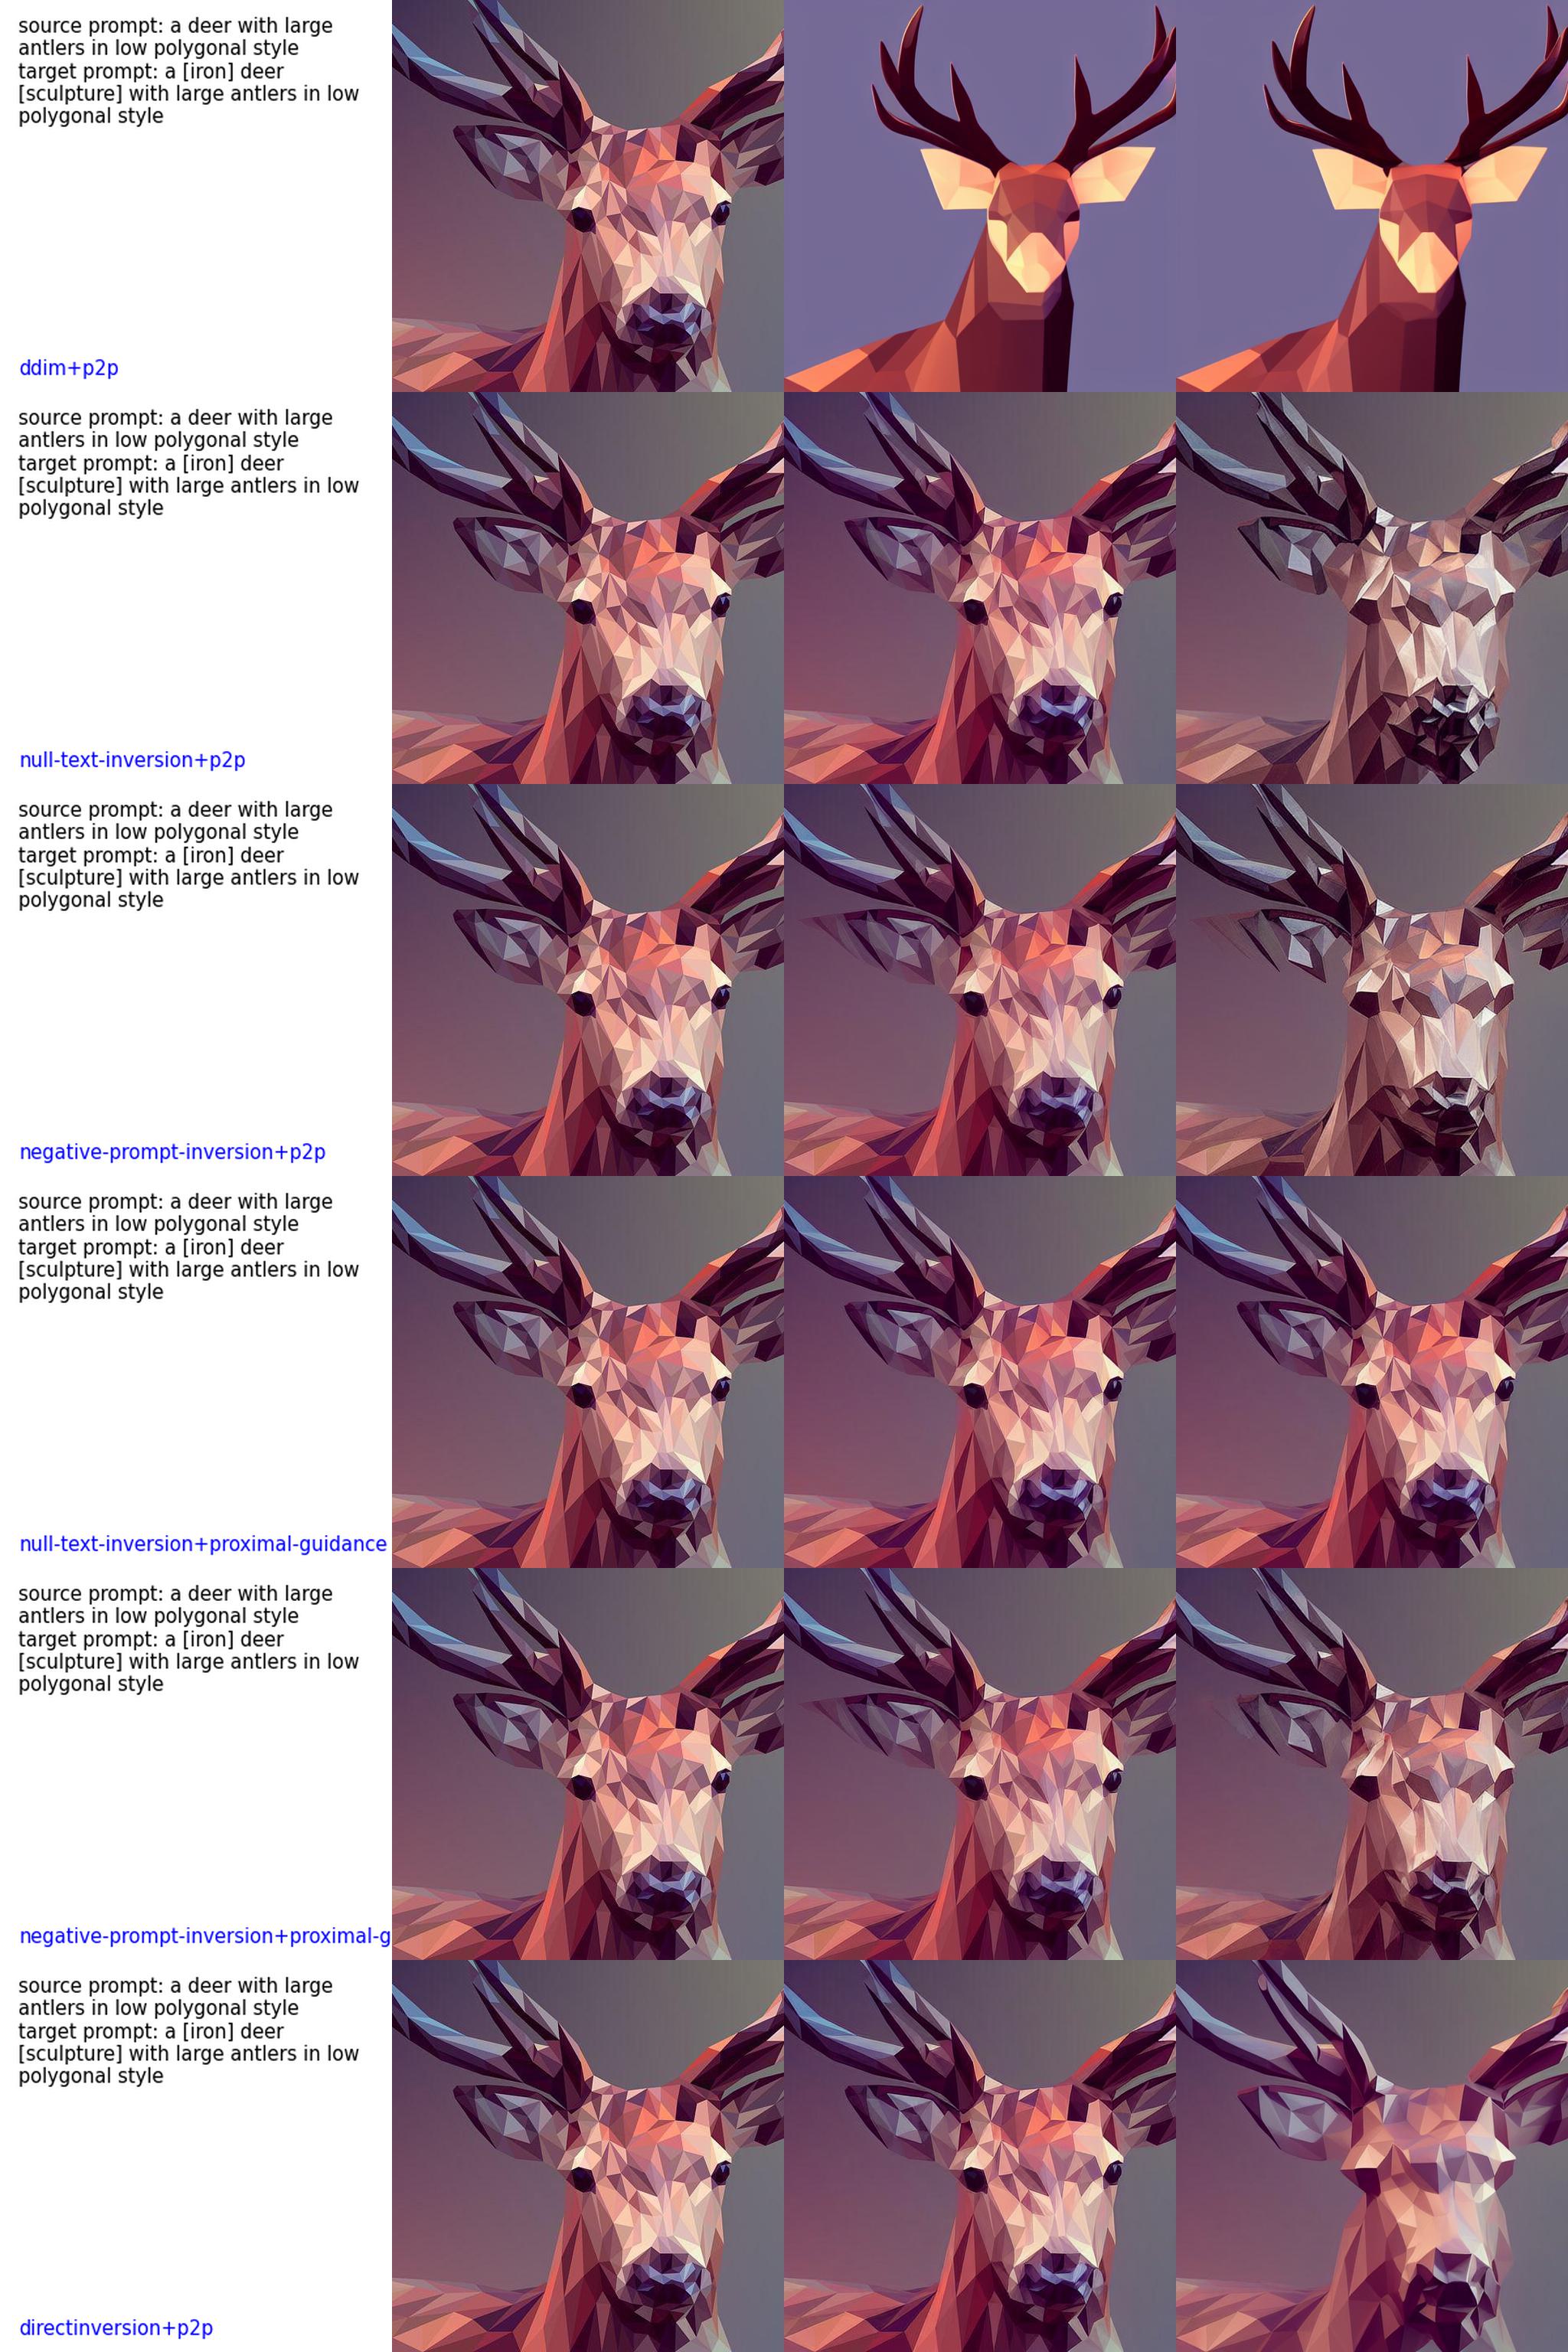 source prompt: a deer with large
antlers in low polygonal style
target prompt: a [iron] deer
[sculpture] with large antlers in low
polygonal style
ddim+p2p
source prompt: a deer with large
antlers in low polygonal style
target prompt: a [iron] deer
[sculpture] with large antlers in low
polygonal style
null-text-inversion+p2p
source prompt: a deer with large
antlers in low polygonal style
target prompt: a [iron] deer
[sculpture] with large antlers in low
polygonal style
negative-prompt-inversion+p2p
source prompt: a deer with large
antlers in low polygonal style
target prompt: a [iron] deer
[sculpture] with large antlers in low
polygonal style
null-text-inversion+proximal-guidance
source prompt: a deer with large
antlers in low polygonal style
target prompt: a [iron] deer
[sculpture] with large antlers in low
polygonal style
negative-prompt-inversion+proximal-g
source prompt: a deer with large
antlers in low polygonal style
target prompt: a [iron] deer
[sculpture] with large antlers in low
polygonal style
directinversion+p2p